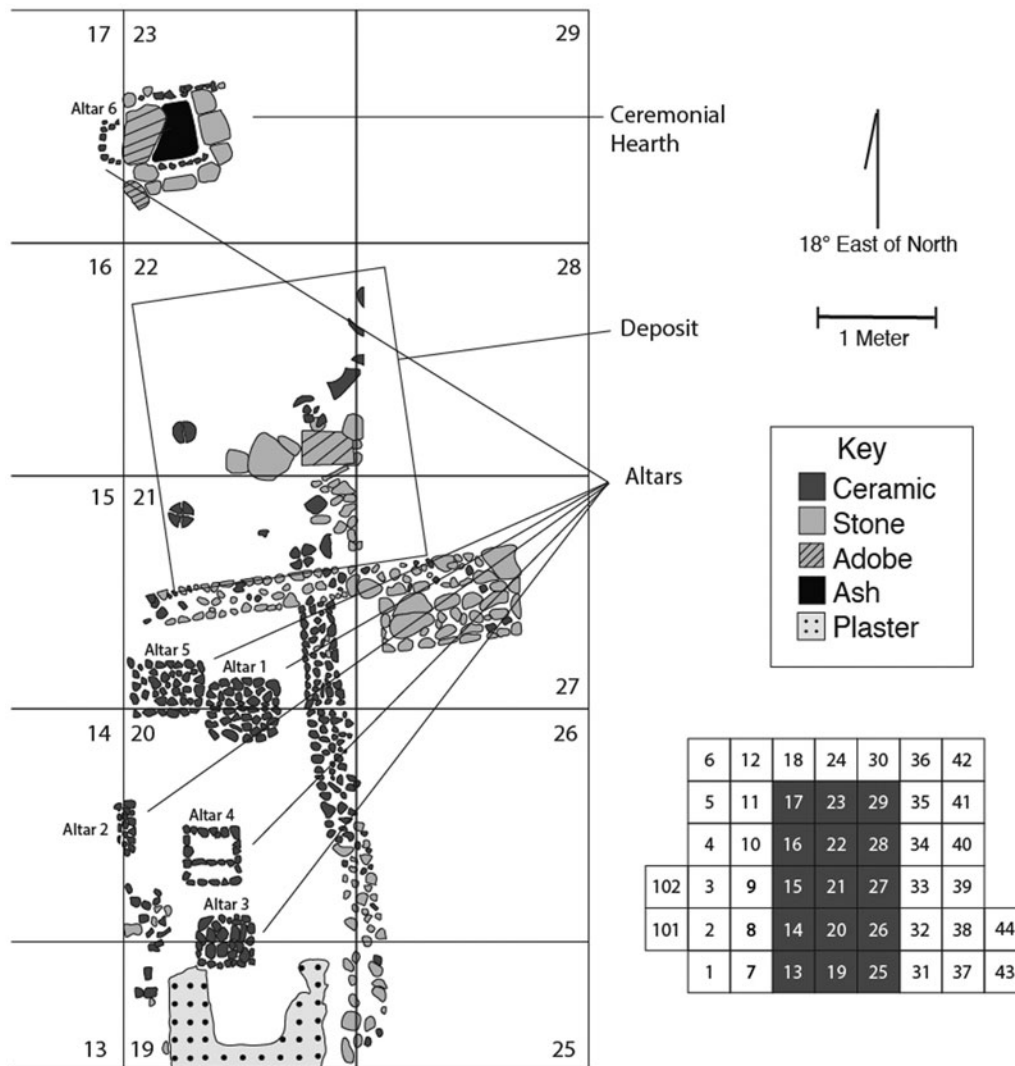 17 23 29
Altar 6
Ceremonial
Hearth
18° East of North
16 22 28
Deposit
1 Meter
Altars
15 21
Key
Ceramic
Stone
Adobe
Ash
Plaster
Altar 5
Altar 1
27
14 20 26
Altar 2
Altar 4
Altar 3
13 19 25
6 12 18 24 30 36 42
5 11 17 23 29 35 41
4 10 16 22 28 34 40
102 3 9 15 21 27 33 39
101 2 8 14 20 26 32 38 44
1 7 13 19 25 31 37 43